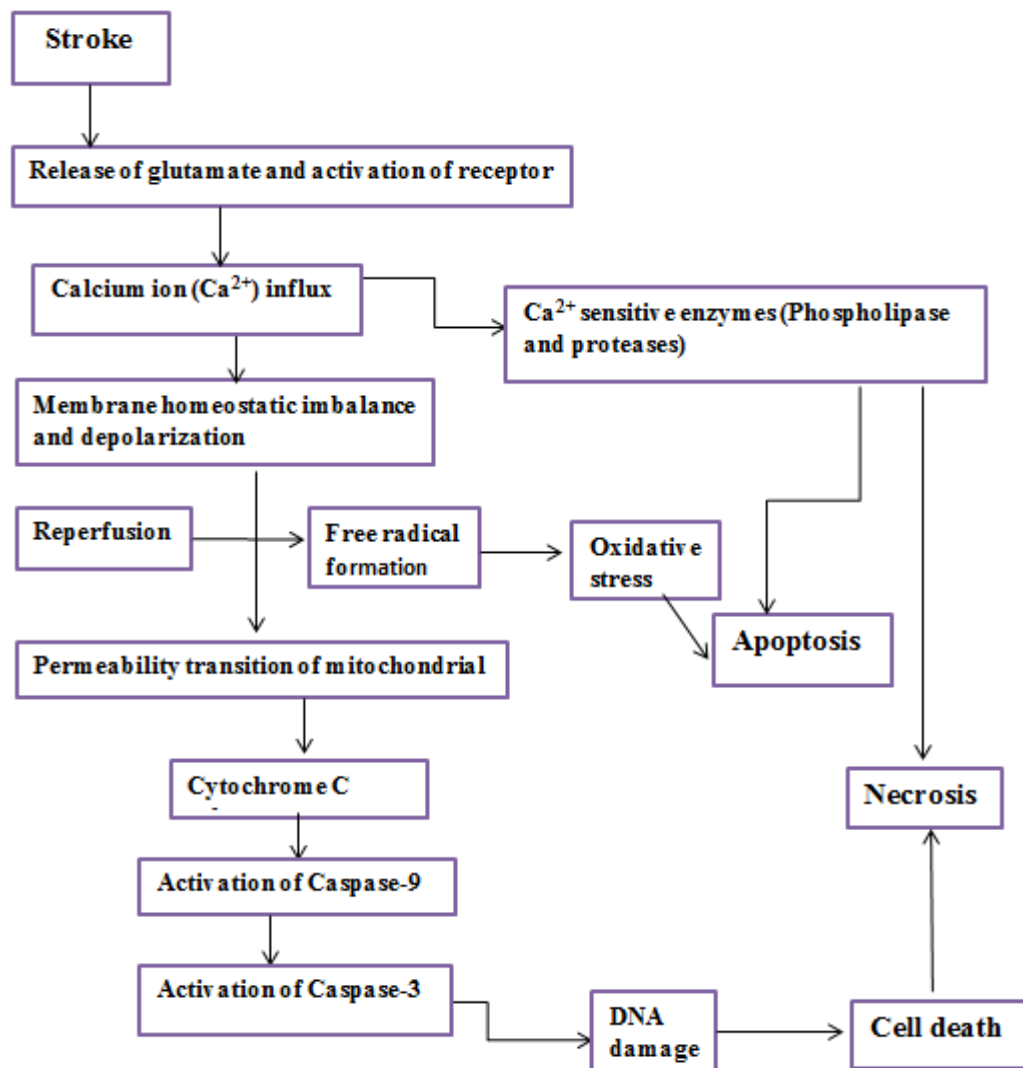 Stroke
Release of glutamate and activation of receptor
Calcium ion (Ca²⁺) influx
Ca²⁺ sensitive enzymes (Phospholipase
and proteases)
Membrane homeostatic imbalance
and depolarization
Reperfusion
Free radical
formation
Oxidative
stress
Apoptosis
Permeability transition of mitochondrial
Cytochrome C
Necrosis
Activation of Caspase-9
Activation of Caspase-3
DNA
damage
Cell death